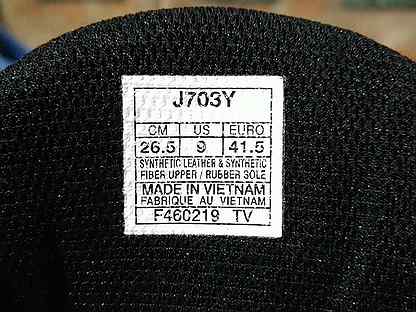 J703Y
CM US EURO
26.5 9 41.5
SYNTHETIC LEATHER & SYNTHETIC
FIBER UPPER / RUBBER SOLE
MADE IN VIETNAM
FABRIQUE AU VIETNAM
F460219 TV